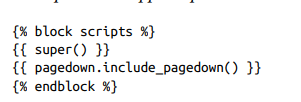 {% block scripts %}
{{ super() }}
{{ pagedown.include_pagedown() }}
{% endblock %}